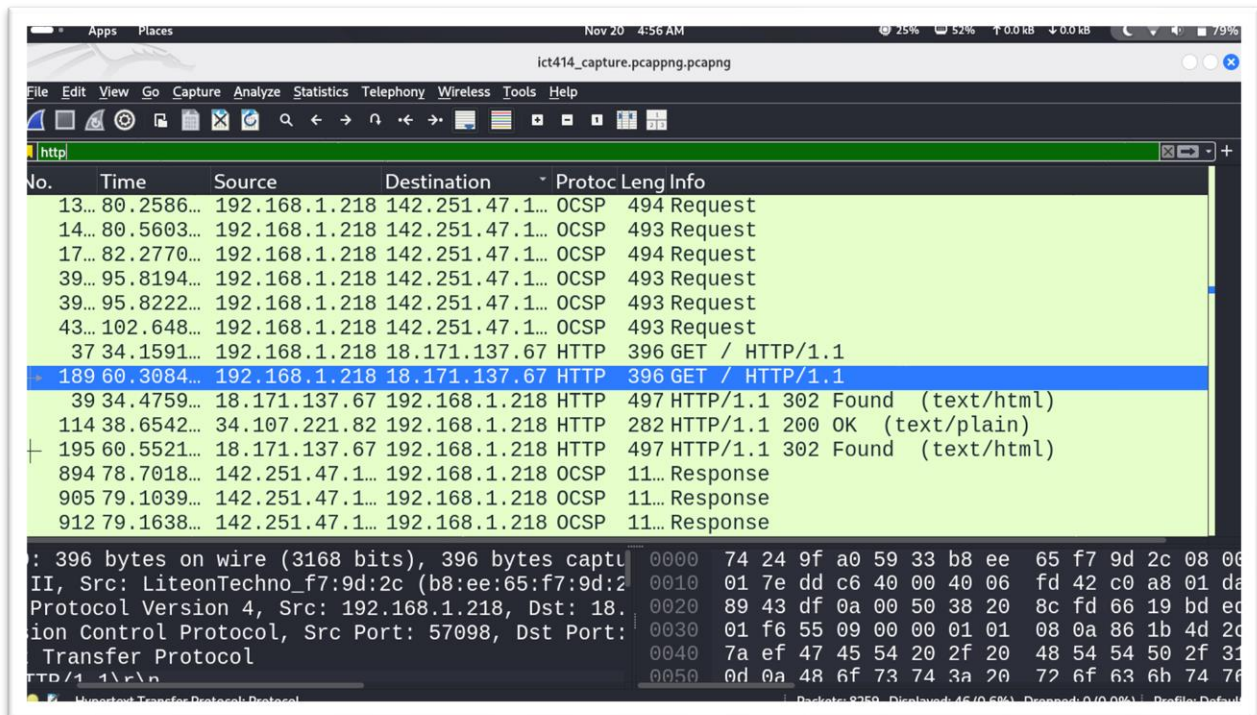 Apps Places Nov 20 4:56 AM 25% 52% ↑0.0 kB ↓0.0 kB 79%
ict414_capture.pcappng.pcapng
File Edit View Go Capture Analyze Statistics Telephony Wireless Tools Help
http
No. Time Source Destination Protoc Leng Info
13… 80.2586… 192.168.1.218 142.251.47.1… OCSP 494 Request
14… 80.5603… 192.168.1.218 142.251.47.1… OCSP 493 Request
17… 82.2770… 192.168.1.218 142.251.47.1… OCSP 494 Request
39… 95.8194… 192.168.1.218 142.251.47.1… OCSP 493 Request
39… 95.8222… 192.168.1.218 142.251.47.1… OCSP 493 Request
43… 102.648… 192.168.1.218 142.251.47.1… OCSP 493 Request
37 34.1591… 192.168.1.218 18.171.137.67 HTTP 396 GET / HTTP/1.1
189 60.3084… 192.168.1.218 18.171.137.67 HTTP 396 GET / HTTP/1.1
39 34.4759… 18.171.137.67 192.168.1.218 HTTP 497 HTTP/1.1 302 Found (text/html)
114 38.6542… 34.107.221.82 192.168.1.218 HTTP 282 HTTP/1.1 200 OK (text/plain)
195 60.5521… 18.171.137.67 192.168.1.218 HTTP 497 HTTP/1.1 302 Found (text/html)
894 78.7018… 142.251.47.1… 192.168.1.218 OCSP 11… Response
905 79.1039… 142.251.47.1… 192.168.1.218 OCSP 11… Response
912 79.1638… 142.251.47.1… 192.168.1.218 OCSP 11… Response
): 396 bytes on wire (3168 bits), 396 bytes captu
II, Src: LiteonTechno_f7:9d:2c (b8:ee:65:f7:9d:2
Protocol Version 4, Src: 192.168.1.218, Dst: 18.
sion Control Protocol, Src Port: 57098, Dst Port:
Transfer Protocol
TTP/1.1\r\n
0000 74 24 9f a0 59 33 b8 ee 65 f7 9d 2c 08 00
0010 01 7e dd c6 40 00 40 06 fd 42 c0 a8 01 da
0020 89 43 df 0a 00 50 38 20 8c fd 66 19 bd ed
0030 01 f6 55 09 00 00 01 01 08 0a 86 1b 4d 2c
0040 7a ef 47 45 54 20 2f 20 48 54 54 50 2f 31
0050 0d 0a 48 6f 73 74 3a 20 72 6f 63 6b 74 76
Hypertext Transfer Protocol: Protocol Packets: 8259 Displayed: 46 (0.6%) Dropped: 0 (0.0%) Profile: Default